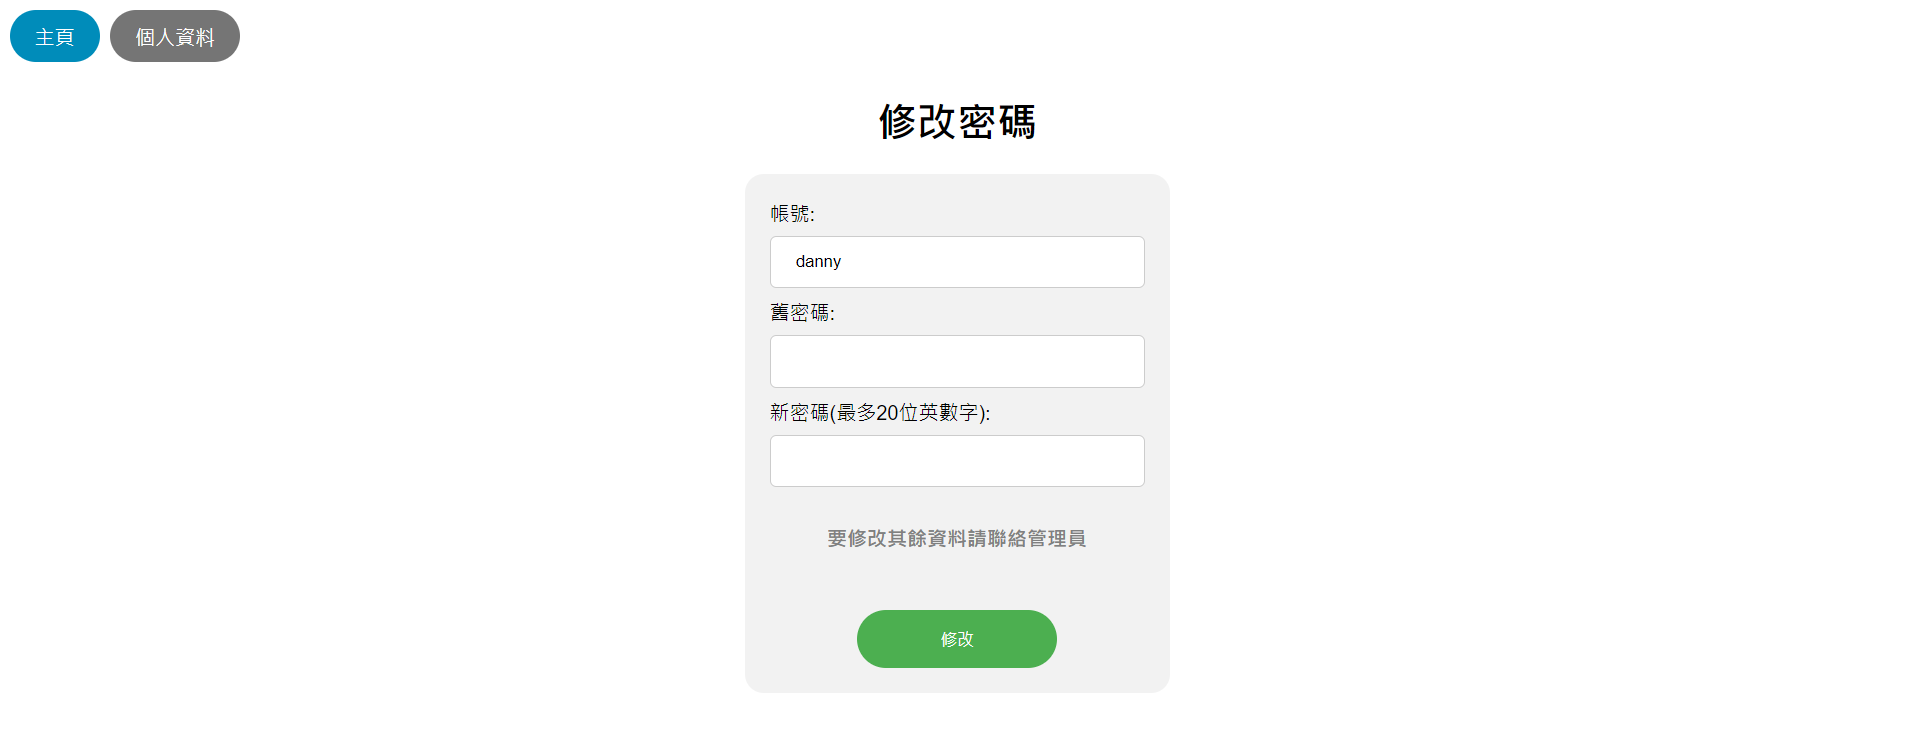 主頁 個人資料
修改密碼
帳號:
danny
舊密碼:
新密碼(最多20位英數字):
要修改其餘資料請聯絡管理員
修改